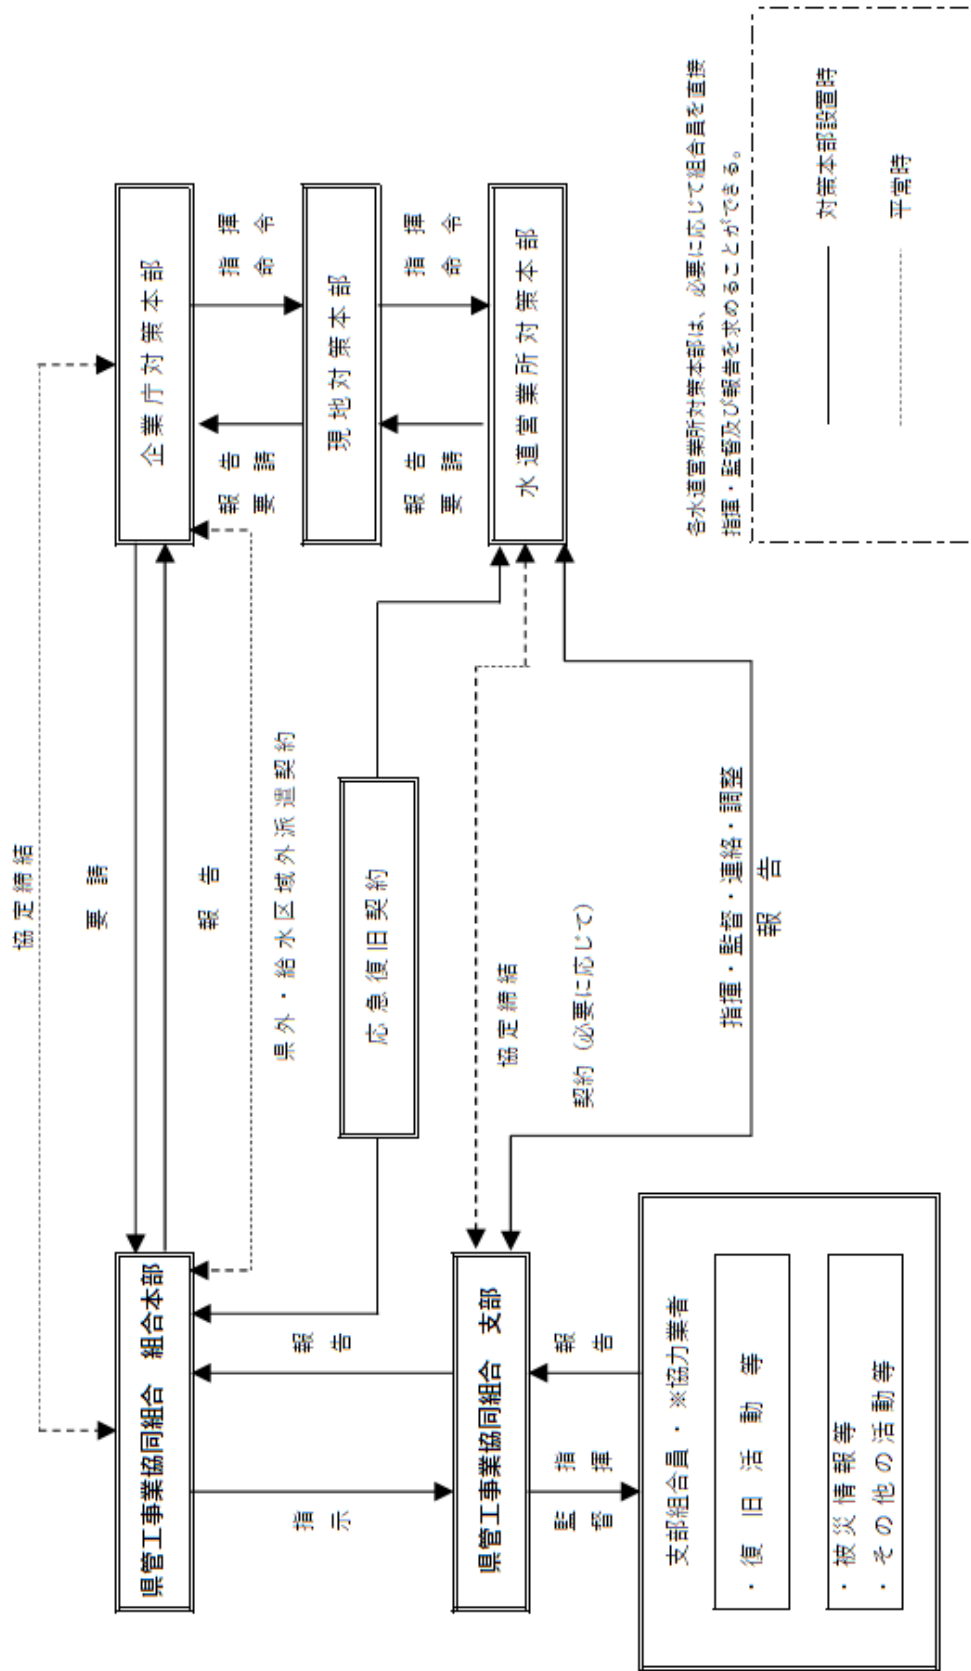 協定締結
要請
報告
県管工事業協同組合　組合本部
企業庁対策本部
県外・給水区域外派遣契約
指示
報告
報告
要請
指揮
命令
応急復旧契約
現地対策本部
県管工事業協同組合　支部
協定締結
契約（必要に応じて）
報告
要請
指揮
命令
水道営業所対策本部
監督
指揮
報告
指揮・監督・連絡・調整
報告
支部組合員・※協力業者
・復旧活動等
・被災情報等
・その他の活動等
各水道営業所対策本部は、必要に応じて組合員を直接
指揮・監督及び報告を求めることができる。
対策本部設置時
平常時